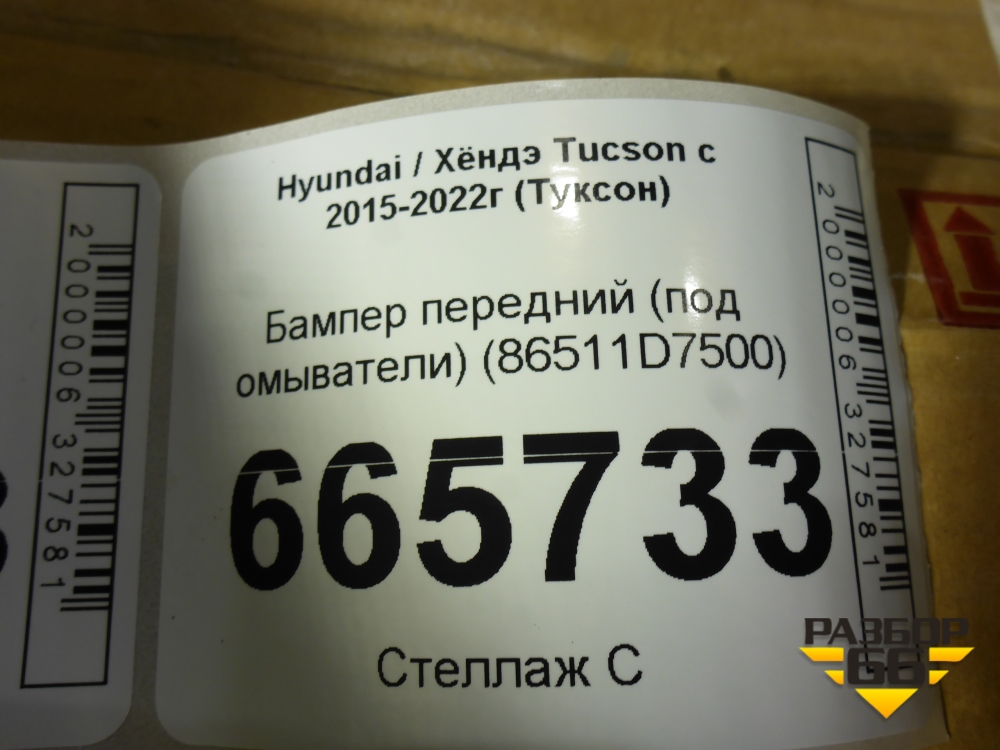 Hyundai / Хёндэ Tucson с
2015-2022г (Туксон)
Бампер передний (под
омыватели) (86511D7500)
665733
Стеллаж С
2000006327581
2000006327581
РАЗБОР
66